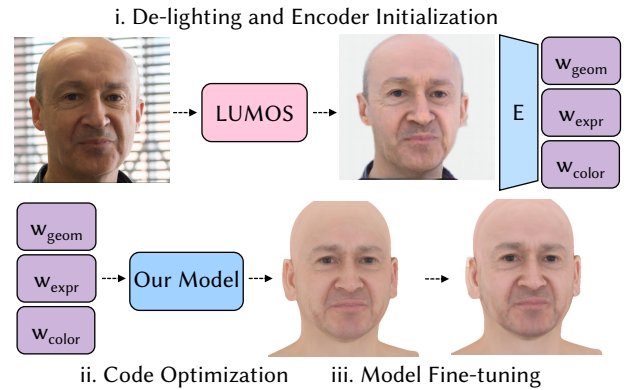 i. De-lighting and Encoder Initialization
LUMOS
E
w_geom
w_expr
w_color
w_geom
w_expr
w_color
Our Model
ii. Code Optimization
iii. Model Fine-tuning